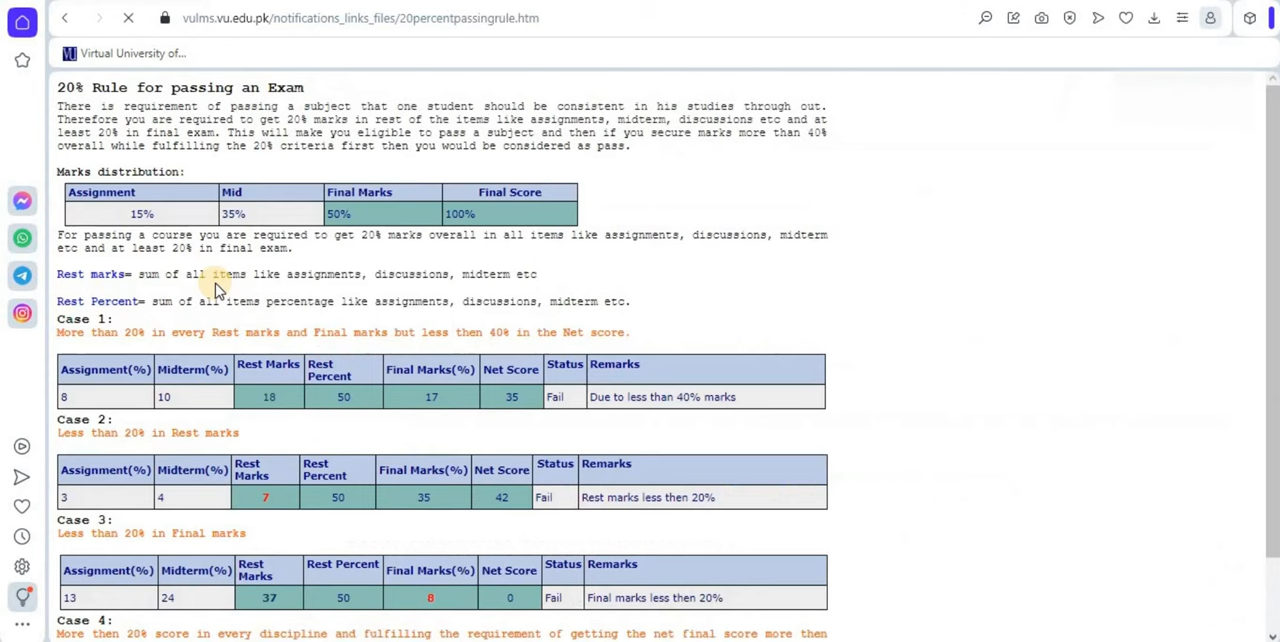 vulms.vu.edu.pk/notifications_links_files/20percentpassingrule.htm
VU Virtual University of...
20% Rule for passing an Exam
There is requirement of passing a subject that one student should be consistent in his studies through out.
Therefore you are required to get 20% marks in rest of the items like assignments, midterm, discussions etc and at
least 20% in final exam. This will make you eligible to pass a subject and then if you secure marks more than 40%
overall while fulfilling the 20% criteria first then you would be considered as pass.
Marks distribution:
Assignment Mid Final Marks Final Score
15% 35% 50% 100%
For passing a course you are required to get 20% marks overall in all items like assignments, discussions, midterm
etc and at least 20% in final exam.
Rest marks= sum of all items like assignments, discussions, midterm etc
Rest Percent= sum of all items percentage like assignments, discussions, midterm etc.
Case 1:
More than 20% in every Rest marks and Final marks but less then 40% in the Net score.
Assignment(%) Midterm(%) Rest Marks Rest Percent Final Marks(%) Net Score Status Remarks
8 10 18 50 17 35 Fail Due to less than 40% marks
Case 2:
Less than 20% in Rest marks
Assignment(%) Midterm(%) Rest Marks Rest Percent Final Marks(%) Net Score Status Remarks
3 4 7 50 35 42 Fail Rest marks less then 20%
Case 3:
Less than 20% in Final marks
Assignment(%) Midterm(%) Rest Marks Rest Percent Final Marks(%) Net Score Status Remarks
13 24 37 50 8 0 Fail Final marks less then 20%
Case 4:
More then 20% score in every discipline and fulfilling the requirement of getting the net final score more then